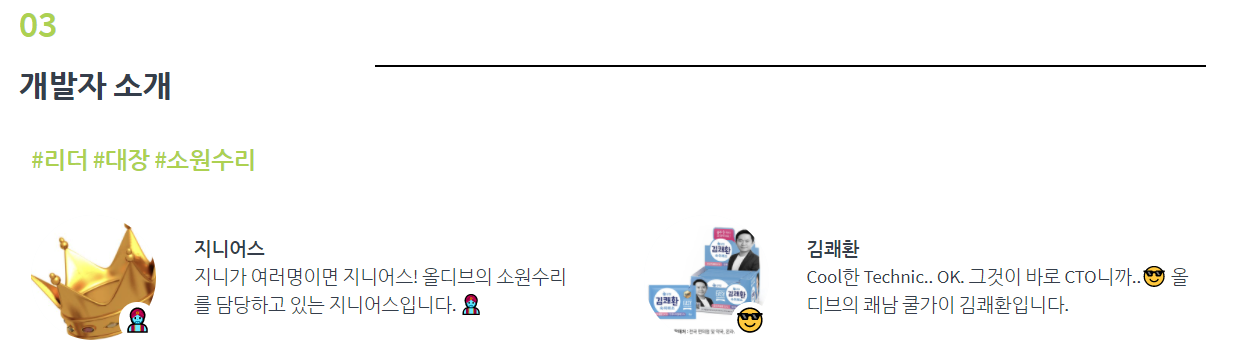 03
개발자 소개
#리더 #대장 #소원수리
지니어스
지니가 여러명이면 지니어스! 올디브의 소원수리
를 담당하고 있는 지니어스입니다.
김쾌환
Cool한 Technic.. OK. 그것이 바로 CTO니까.. 올
디브의 쾌남 쿨가이 김쾌환입니다.
김쾌환
김쾌환